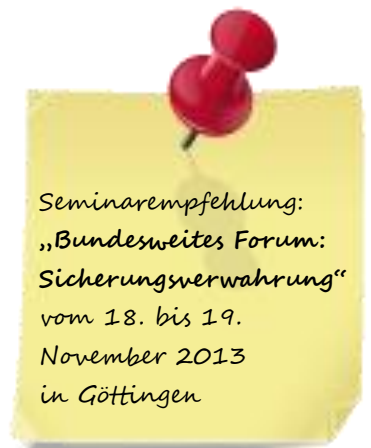 Seminarempfehlung:
„Bundesweites Forum:
Sicherungsverwahrung“
vom 18. bis 19.
November 2013
in Göttingen